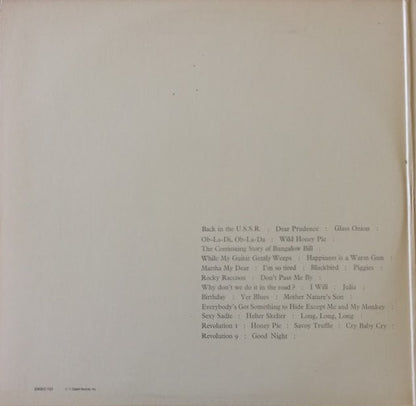 Back in the U.S.S.R. : Dear Prudence : Glass Onion :
Ob-La-Di, Ob-La-Da : Wild Honey Pie :
The Continuing Story of Bungalow Bill :
While My Guitar Gently Weeps : Happiness is a Warm Gun :
Martha My Dear : I'm so tired : Blackbird : Piggies :
Rocky Raccoon : Don't Pass Me By :
Why don't we do it in the road? : I Will : Julia :
Birthday : Yer Blues : Mother Nature's Son :
Everybody's Got Something to Hide Except Me and My Monkey :
Sexy Sadie : Helter Skelter : Long, Long, Long :
Revolution 1 : Honey Pie : Savoy Truffle : Cry Baby Cry :
Revolution 9 : Good Night :